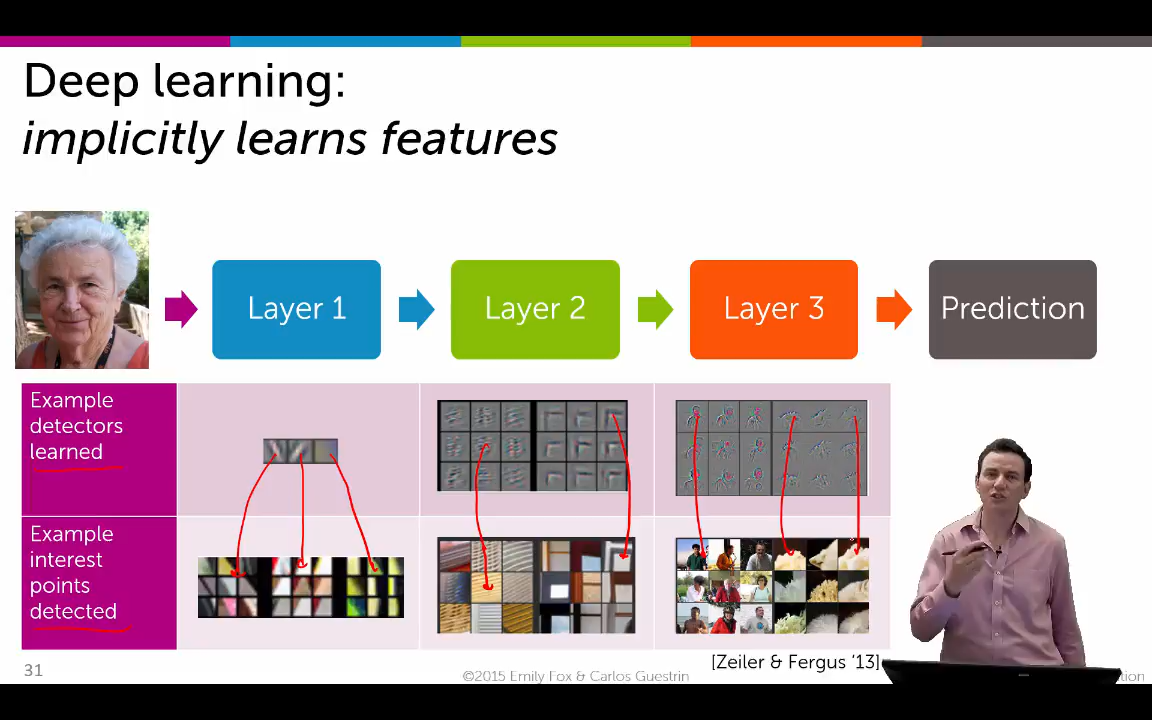 Deep learning:
implicitly learns features
Layer 1
Layer 2
Layer 3
Prediction
Example
detectors
learned
Example
interest
points
detected
[Zeiler & Fergus '13]
31
©2015 Emily Fox & Carlos Guestrin